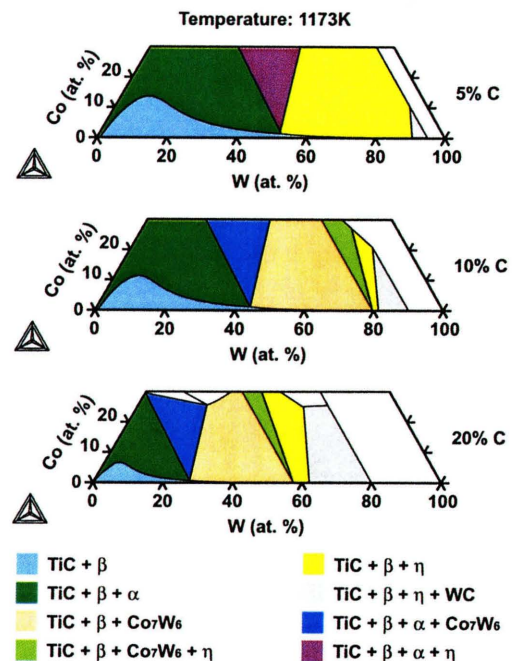 Temperature: 1173K
Co (at. %)
20
10
0
0
20
40
60
80
100
W (at. %)
5% C
Co (at. %)
20
10
0
0
20
40
60
80
100
W (at. %)
10% C
Co (at. %)
20
10
0
0
20
40
60
80
100
W (at. %)
20% C
TiC + β
TiC + β + η
TiC + β + α
TiC + β + η + WC
TiC + β + Co₇W₆
TiC + β + α + Co₇W₆
TiC + β + Co₇W₆ + η
TiC + β + α + η